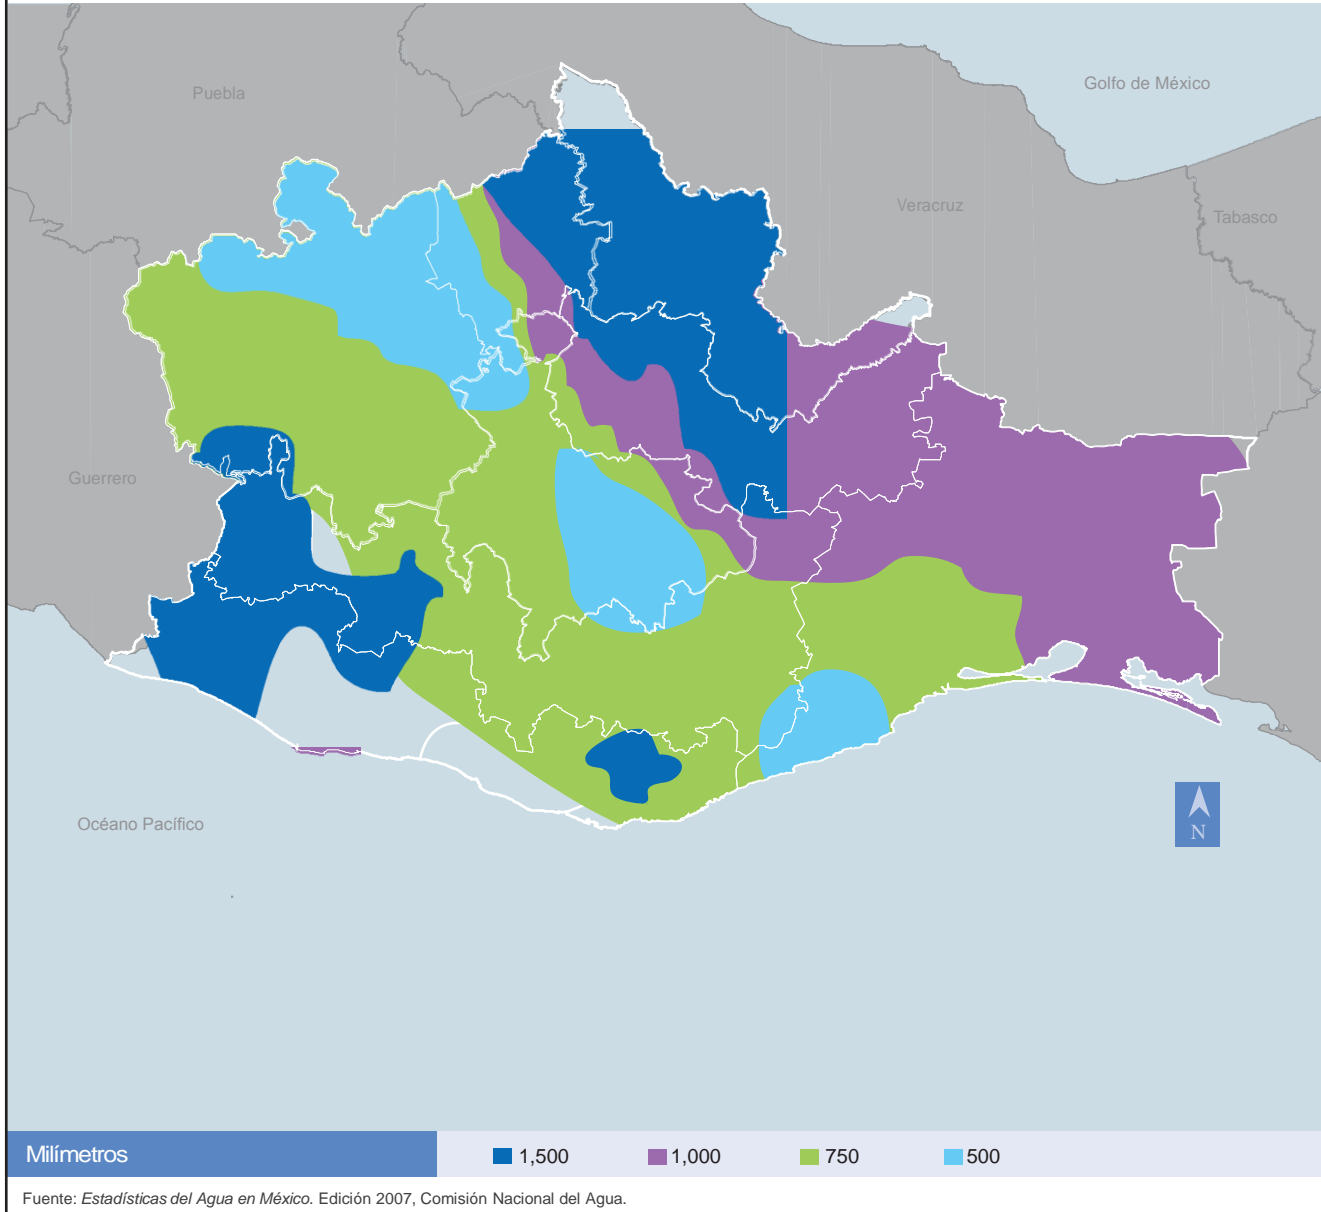 Golfo de México
Puebla
Veracruz
Tabasco
Guerrero
Océano Pacífico
N
Milímetros
1,500
1,000
750
500
Fuente: Estadísticas del Agua en México. Edición 2007, Comisión Nacional del Agua.